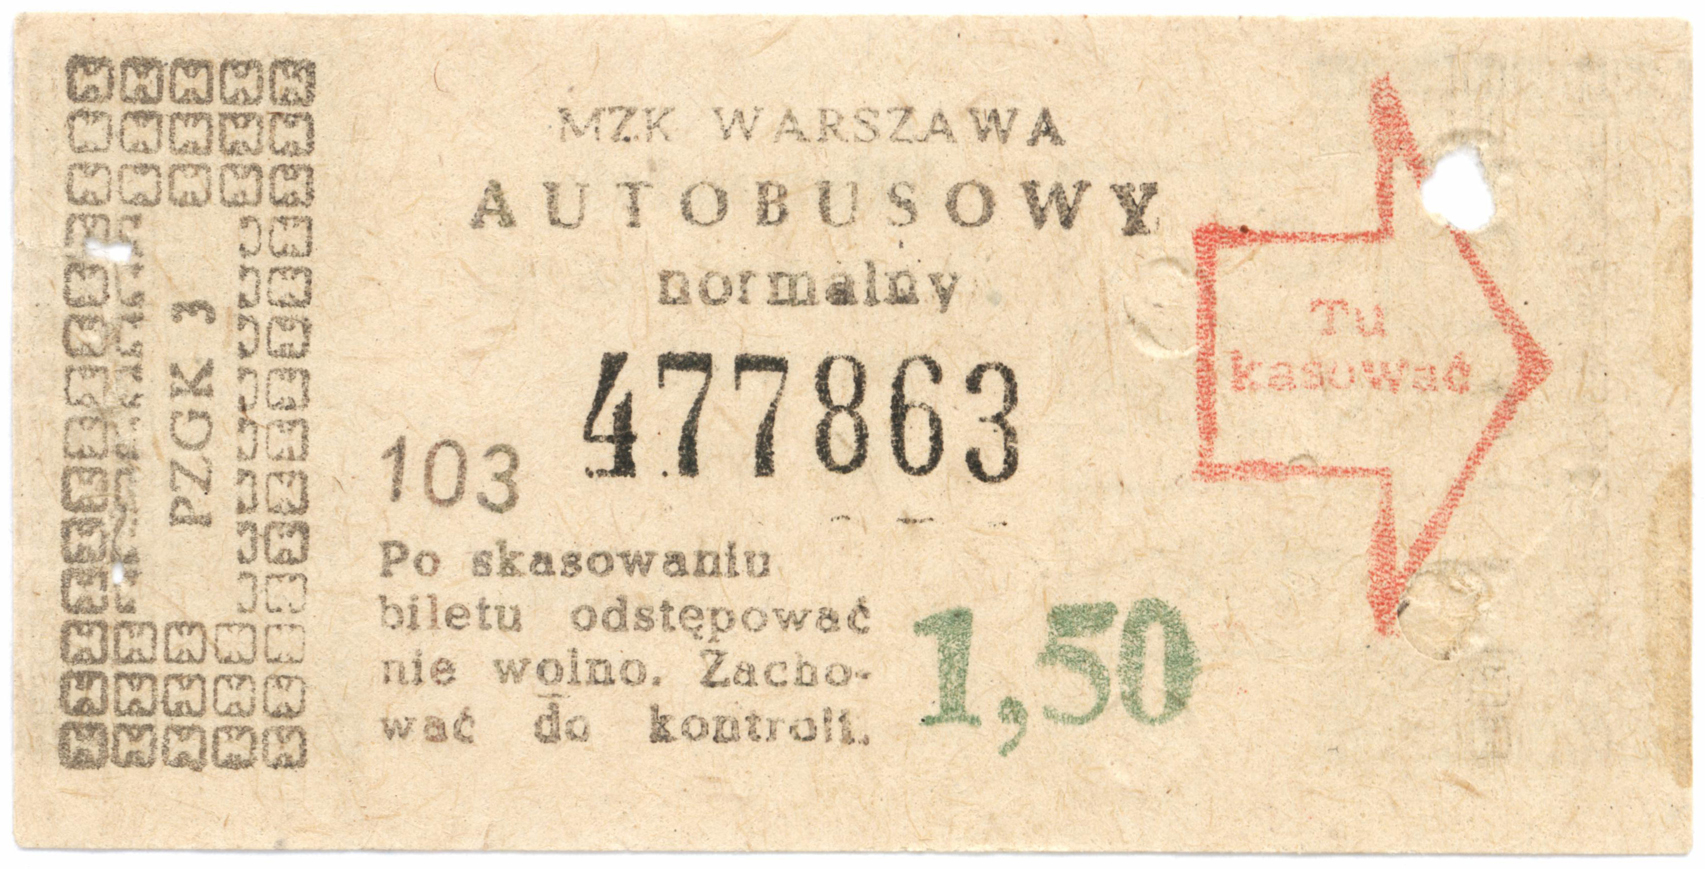 MZK WARSZAWA
AUTOBUSOWY
normalny
477863
103
Po skasowaniu
biletu odstępować
nie wolno. Zacho-
wać do kontroli.
1,50
Tu
kasować
PZGK 3